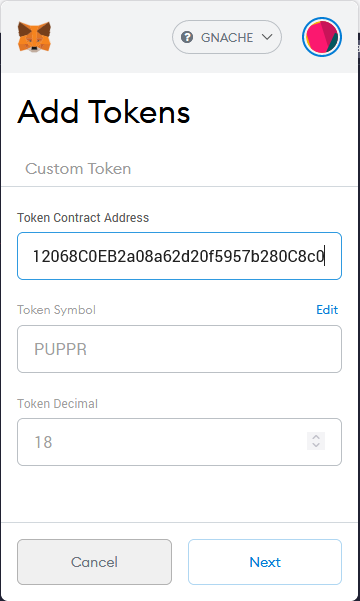 GNACHE
Add Tokens
Custom Token
Token Contract Address
12068C0EB2a08a62d20f5957b280C8c0
Token Symbol Edit
PUPPR
Token Decimal
18
Cancel Next